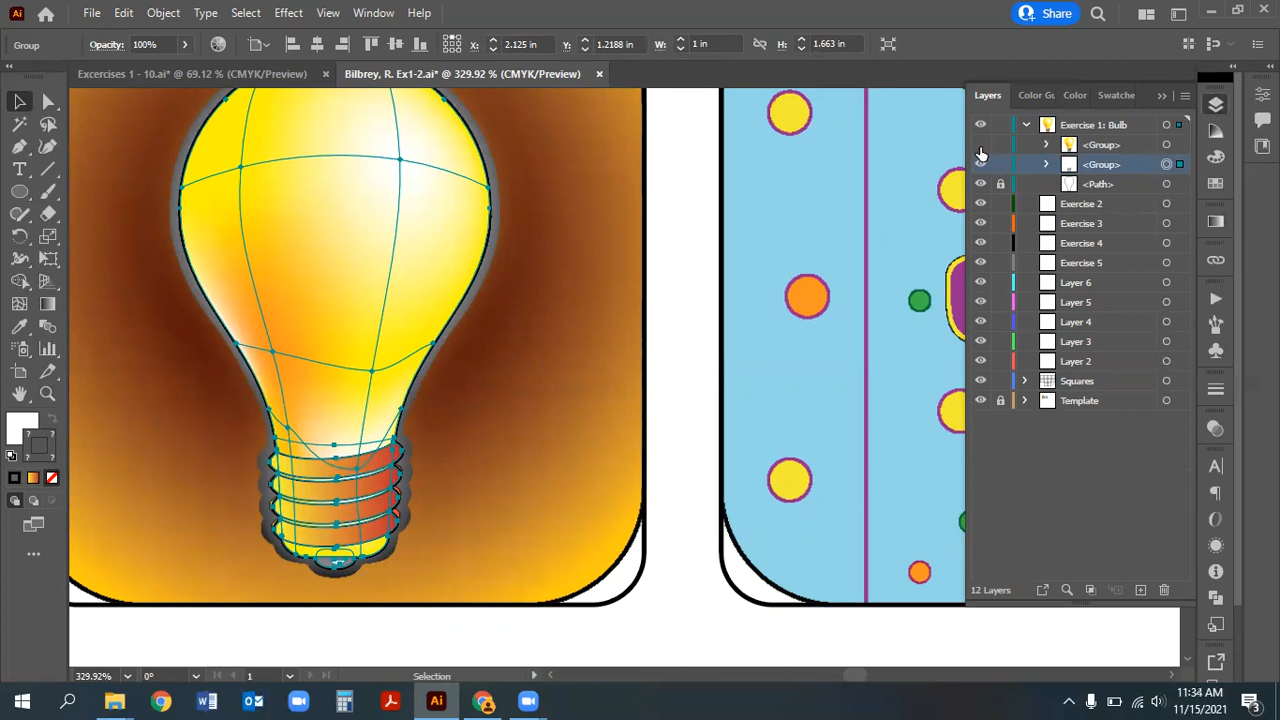 Ai File Edit Object Type Select Effect View Window Help Share
Group Opacity: 100% X: 2.125 in Y: 1.2188 in W: 1 in H: 1.663 in
Excercises 1 - 10.ai* @ 69.12 % (CMYK/Preview) × Bilbrey, R. Ex1-2.ai* @ 329.92 % (CMYK/Preview) ×
Layers Color Gu Color Swatche
Exercise 1: Bulb
<Group>
<Group>
<Path>
Exercise 2
Exercise 3
Exercise 4
Exercise 5
Layer 6
Layer 5
Layer 4
Layer 3
Layer 2
Squares
Template
12 Layers
329.92% 0° 1 Selection
11:34 AM
11/15/2021